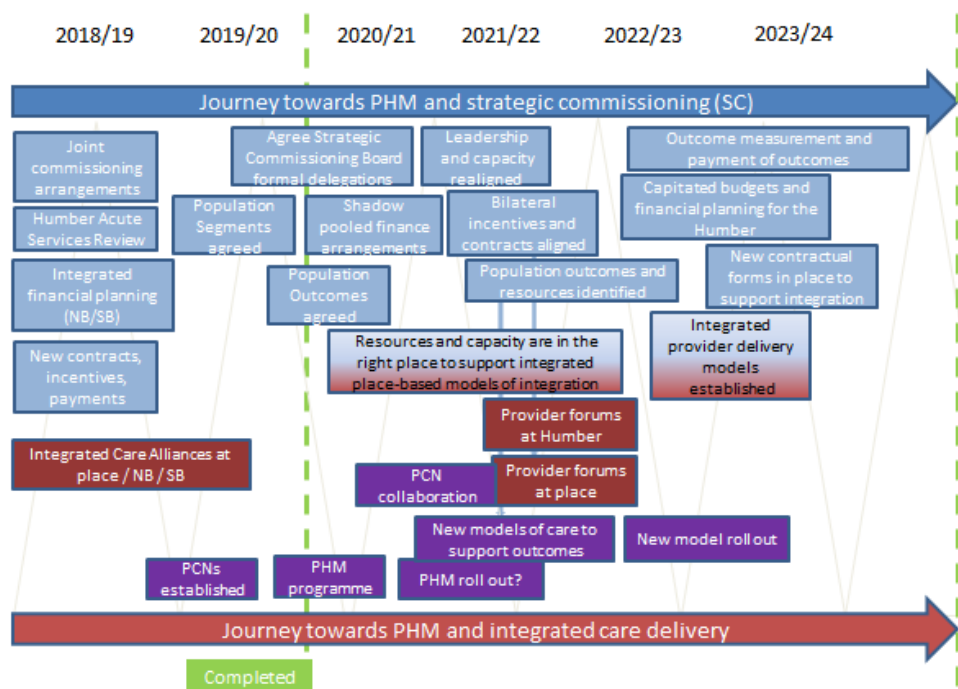 2018/19
2019/20
2020/21
2021/22
2022/23
2023/24
Journey towards PHM and strategic commissioning (SC)
Joint
commissioning
arrangements
Agree Strategic
Commissioning Board
formal delegations
Leadership
and capacity
realigned
Outcome measurement and
payment of outcomes
Humber Acute
Services Review
Population
Segments
agreed
Shadow
pooled finance
arrangements
Bilateral
incentives and
contracts aligned
Capitated budgets and
financial planning for the
Humber
Integrated
financial planning
(NB/SB)
Population
Outcomes
agreed
Population outcomes and
resources identified
New contractual
forms in place to
support integration
New contracts,
incentives,
payments
Resources and capacity are in the
right place to support integrated
place-based models of integration
Integrated
provider delivery
models
established
Integrated Care Alliances at
place / NB / SB
Provider forums
at Humber
PCN
collaboration
Provider forums
at place
New models of care to
support outcomes
New model roll out
PCNs
established
PHM
programme
PHM roll out?
Journey towards PHM and integrated care delivery
Completed